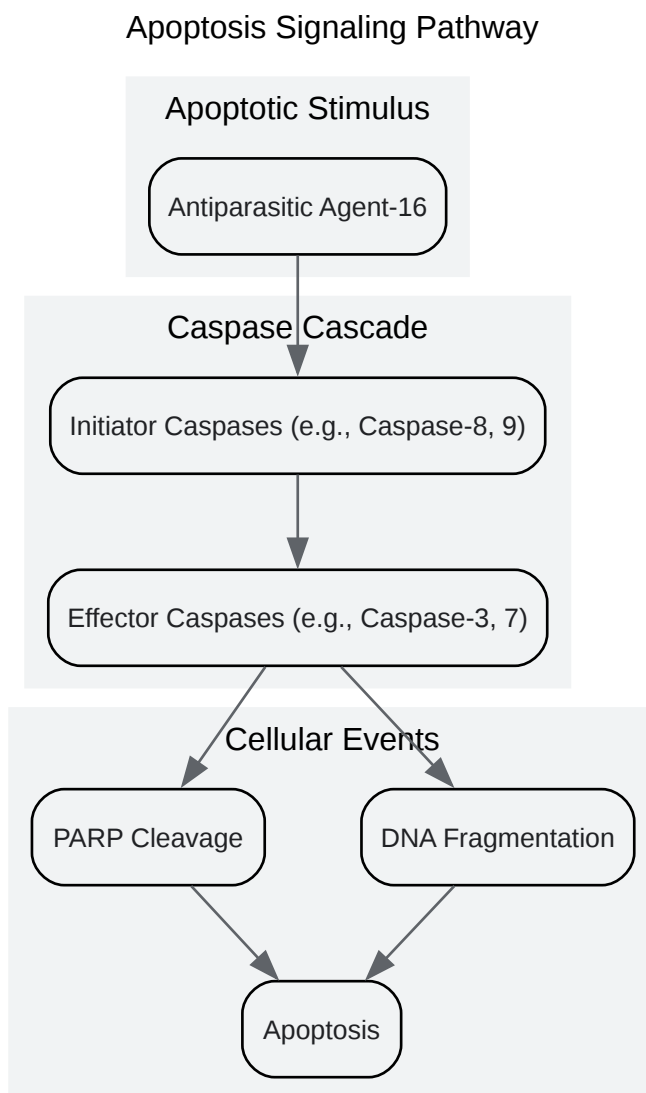 Apoptosis Signaling Pathway
Apoptotic Stimulus
Antiparasitic Agent-16
Caspase Cascade
Initiator Caspases (e.g., Caspase-8, 9)
Effector Caspases (e.g., Caspase-3, 7)
Cellular Events
PARP Cleavage
DNA Fragmentation
Apoptosis